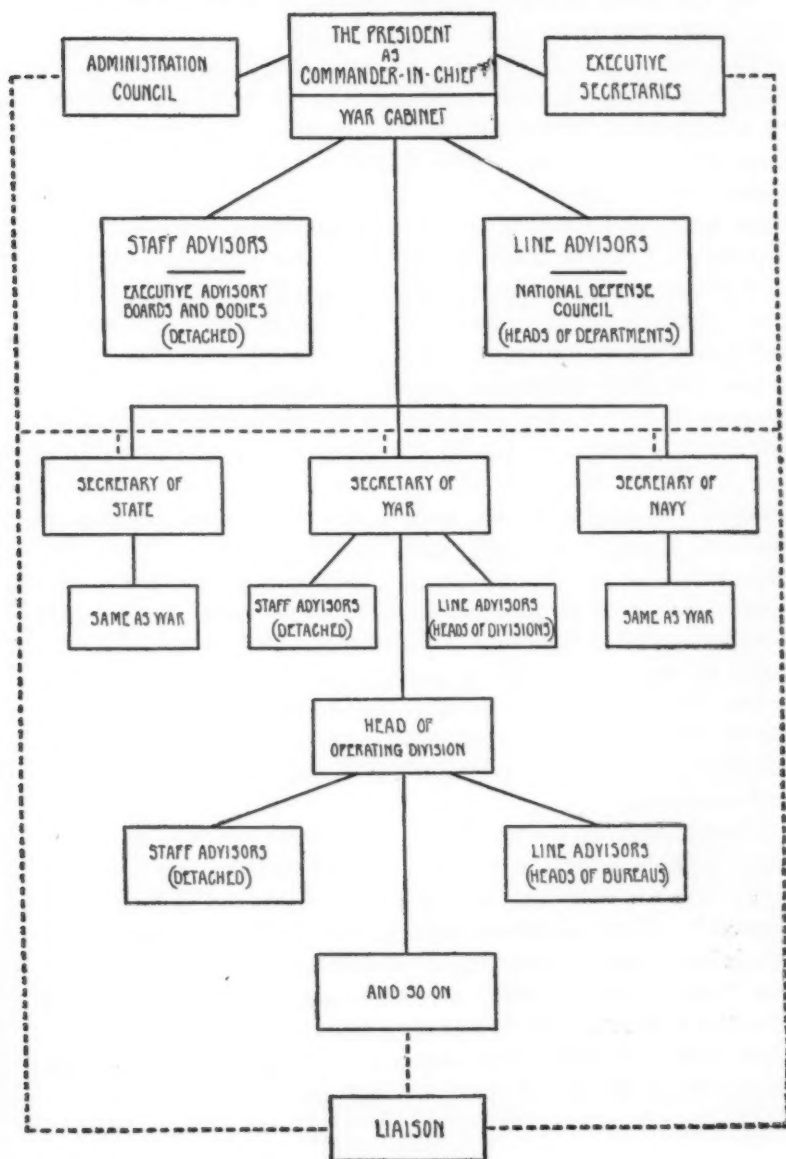 THE PRESIDENT
AS
COMMANDER-IN-CHIEF
WAR CABINET
ADMINISTRATION
COUNCIL
EXECUTIVE
SECRETARIES
STAFF ADVISORS
EXECUTIVE ADVISORY
BOARDS AND BODIES
(DETACHED)
LINE ADVISORS
NATIONAL DEFENSE
COUNCIL
(HEADS OF DEPARTMENTS)
SECRETARY OF
STATE
SECRETARY OF
WAR
SECRETARY OF
NAVY
SAME AS WAR
STAFF ADVISORS
(DETACHED)
LINE ADVISORS
(HEADS OF DIVISIONS)
SAME AS WAR
HEAD OF
OPERATING DIVISION
STAFF ADVISORS
(DETACHED)
LINE ADVISORS
(HEADS OF BUREAUS)
AND SO ON
LIAISON